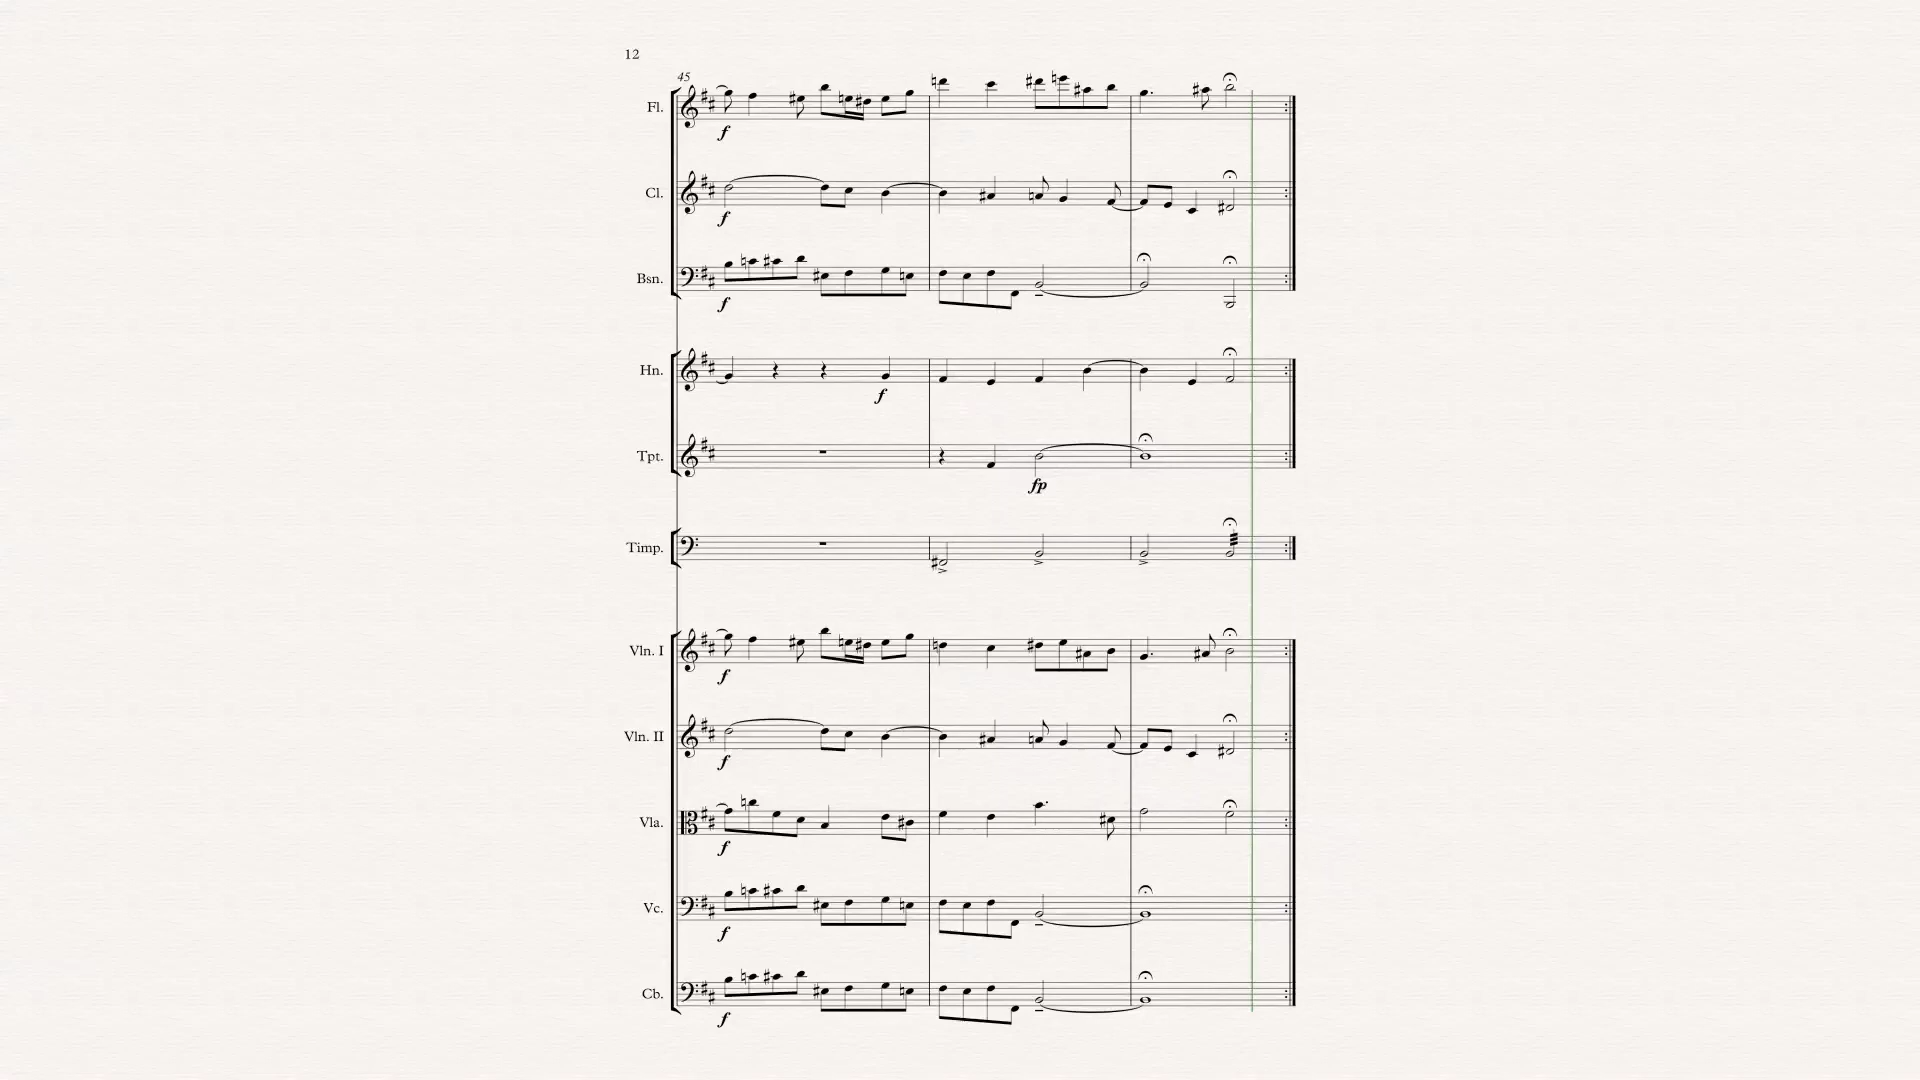 12
45
Fl.
f
Cl.
f
Bsn.
f
Hn.
f
Tpt.
fp
Timp.
Vln. I
f
Vln. II
f
Vla.
f
Vc.
f
Cb.
f